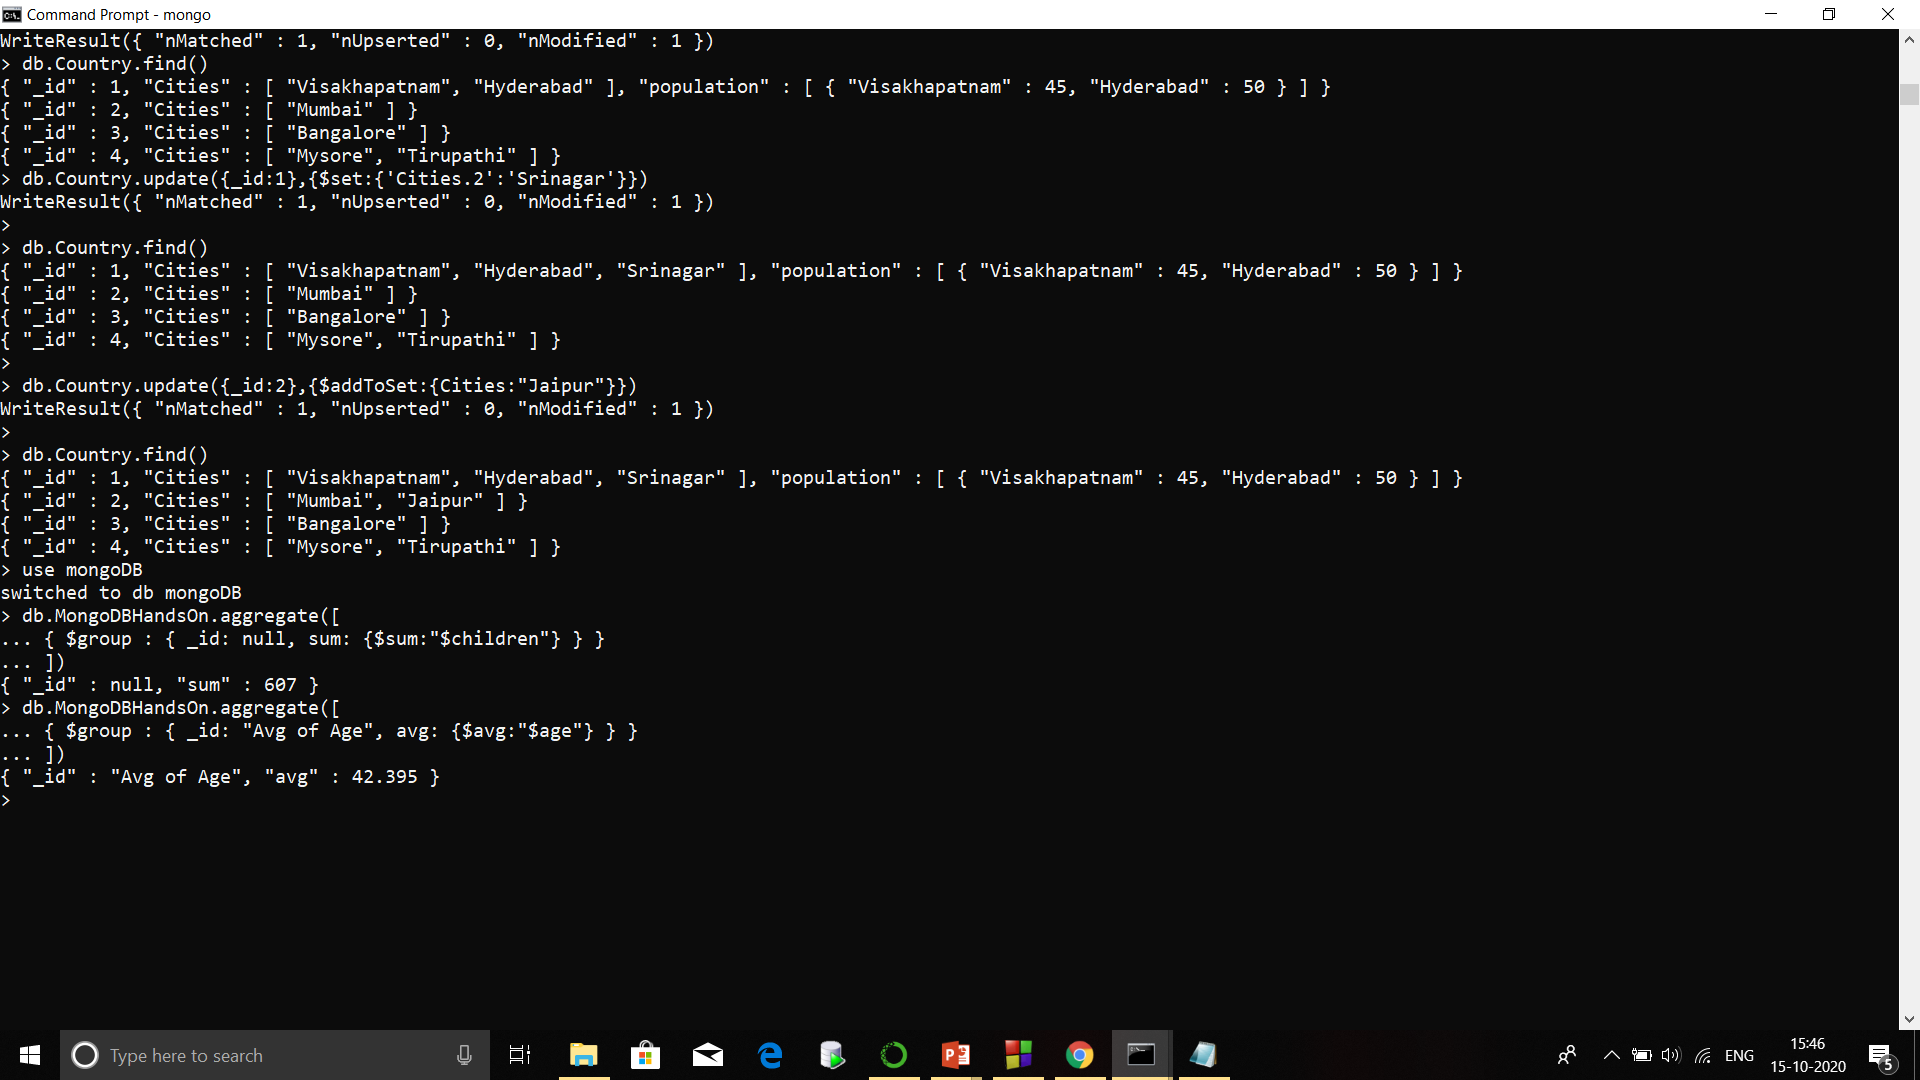 Command Prompt - mongo
WriteResult({ "nMatched" : 1, "nUpserted" : 0, "nModified" : 1 })
> db.Country.find()
{ "_id" : 1, "Cities" : [ "Visakhapatnam", "Hyderabad" ], "population" : [ { "Visakhapatnam" : 45, "Hyderabad" : 50 } ] }
{ "_id" : 2, "Cities" : [ "Mumbai" ] }
{ "_id" : 3, "Cities" : [ "Bangalore" ] }
{ "_id" : 4, "Cities" : [ "Mysore", "Tirupathi" ] }
> db.Country.update({_id:1},{$set:{'Cities.2':'Srinagar'}})
WriteResult({ "nMatched" : 1, "nUpserted" : 0, "nModified" : 1 })
>
> db.Country.find()
{ "_id" : 1, "Cities" : [ "Visakhapatnam", "Hyderabad", "Srinagar" ], "population" : [ { "Visakhapatnam" : 45, "Hyderabad" : 50 } ] }
{ "_id" : 2, "Cities" : [ "Mumbai" ] }
{ "_id" : 3, "Cities" : [ "Bangalore" ] }
{ "_id" : 4, "Cities" : [ "Mysore", "Tirupathi" ] }
>
> db.Country.update({_id:2},{$addToSet:{Cities:"Jaipur"}})
WriteResult({ "nMatched" : 1, "nUpserted" : 0, "nModified" : 1 })
>
> db.Country.find()
{ "_id" : 1, "Cities" : [ "Visakhapatnam", "Hyderabad", "Srinagar" ], "population" : [ { "Visakhapatnam" : 45, "Hyderabad" : 50 } ] }
{ "_id" : 2, "Cities" : [ "Mumbai", "Jaipur" ] }
{ "_id" : 3, "Cities" : [ "Bangalore" ] }
{ "_id" : 4, "Cities" : [ "Mysore", "Tirupathi" ] }
> use mongoDB
switched to db mongoDB
> db.MongoDBHandsOn.aggregate([
... { $group : { _id: null, sum: {$sum:"$children"} } }
... ])
{ "_id" : null, "sum" : 607 }
> db.MongoDBHandsOn.aggregate([
... { $group : { _id: "Avg of Age", avg: {$avg:"$age"} } }
... ])
{ "_id" : "Avg of Age", "avg" : 42.395 }
>
Type here to search
ENG
15:46
15-10-2020
5